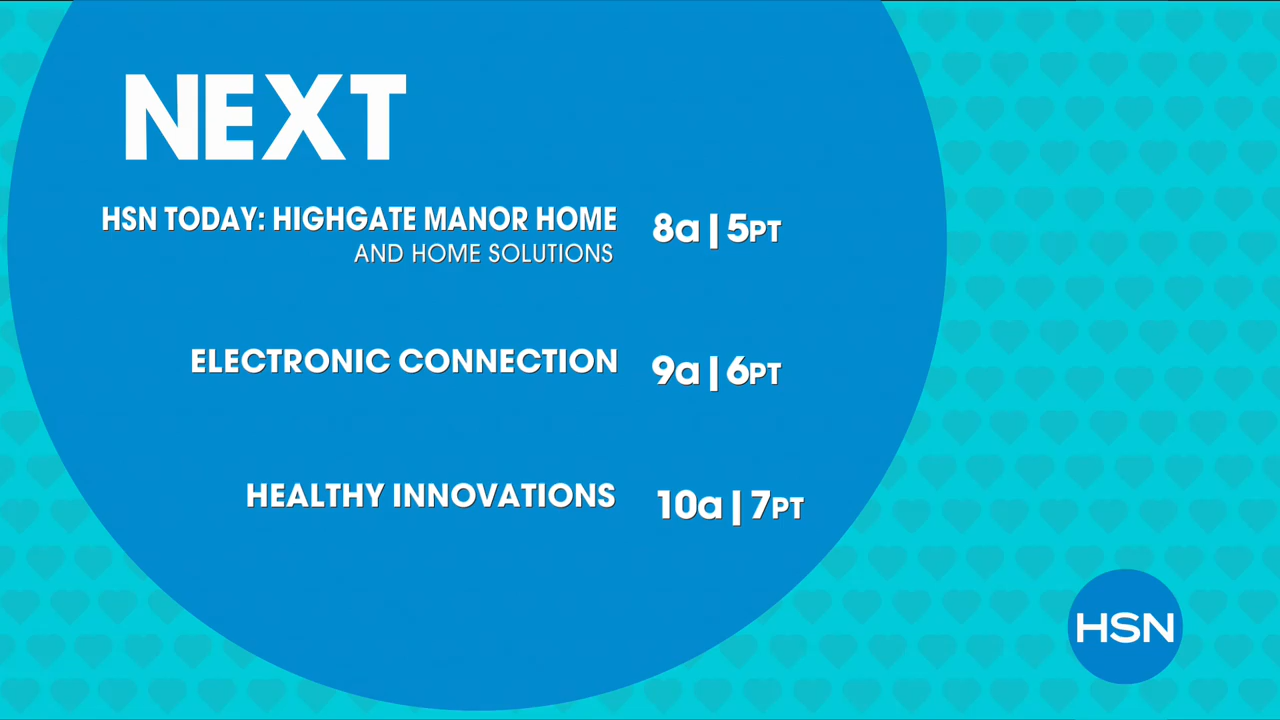 NEXT
HSN TODAY: HIGHGATE MANOR HOME 8a | 5PT
AND HOME SOLUTIONS
ELECTRONIC CONNECTION 9a | 6PT
HEALTHY INNOVATIONS 10a | 7PT
HSN